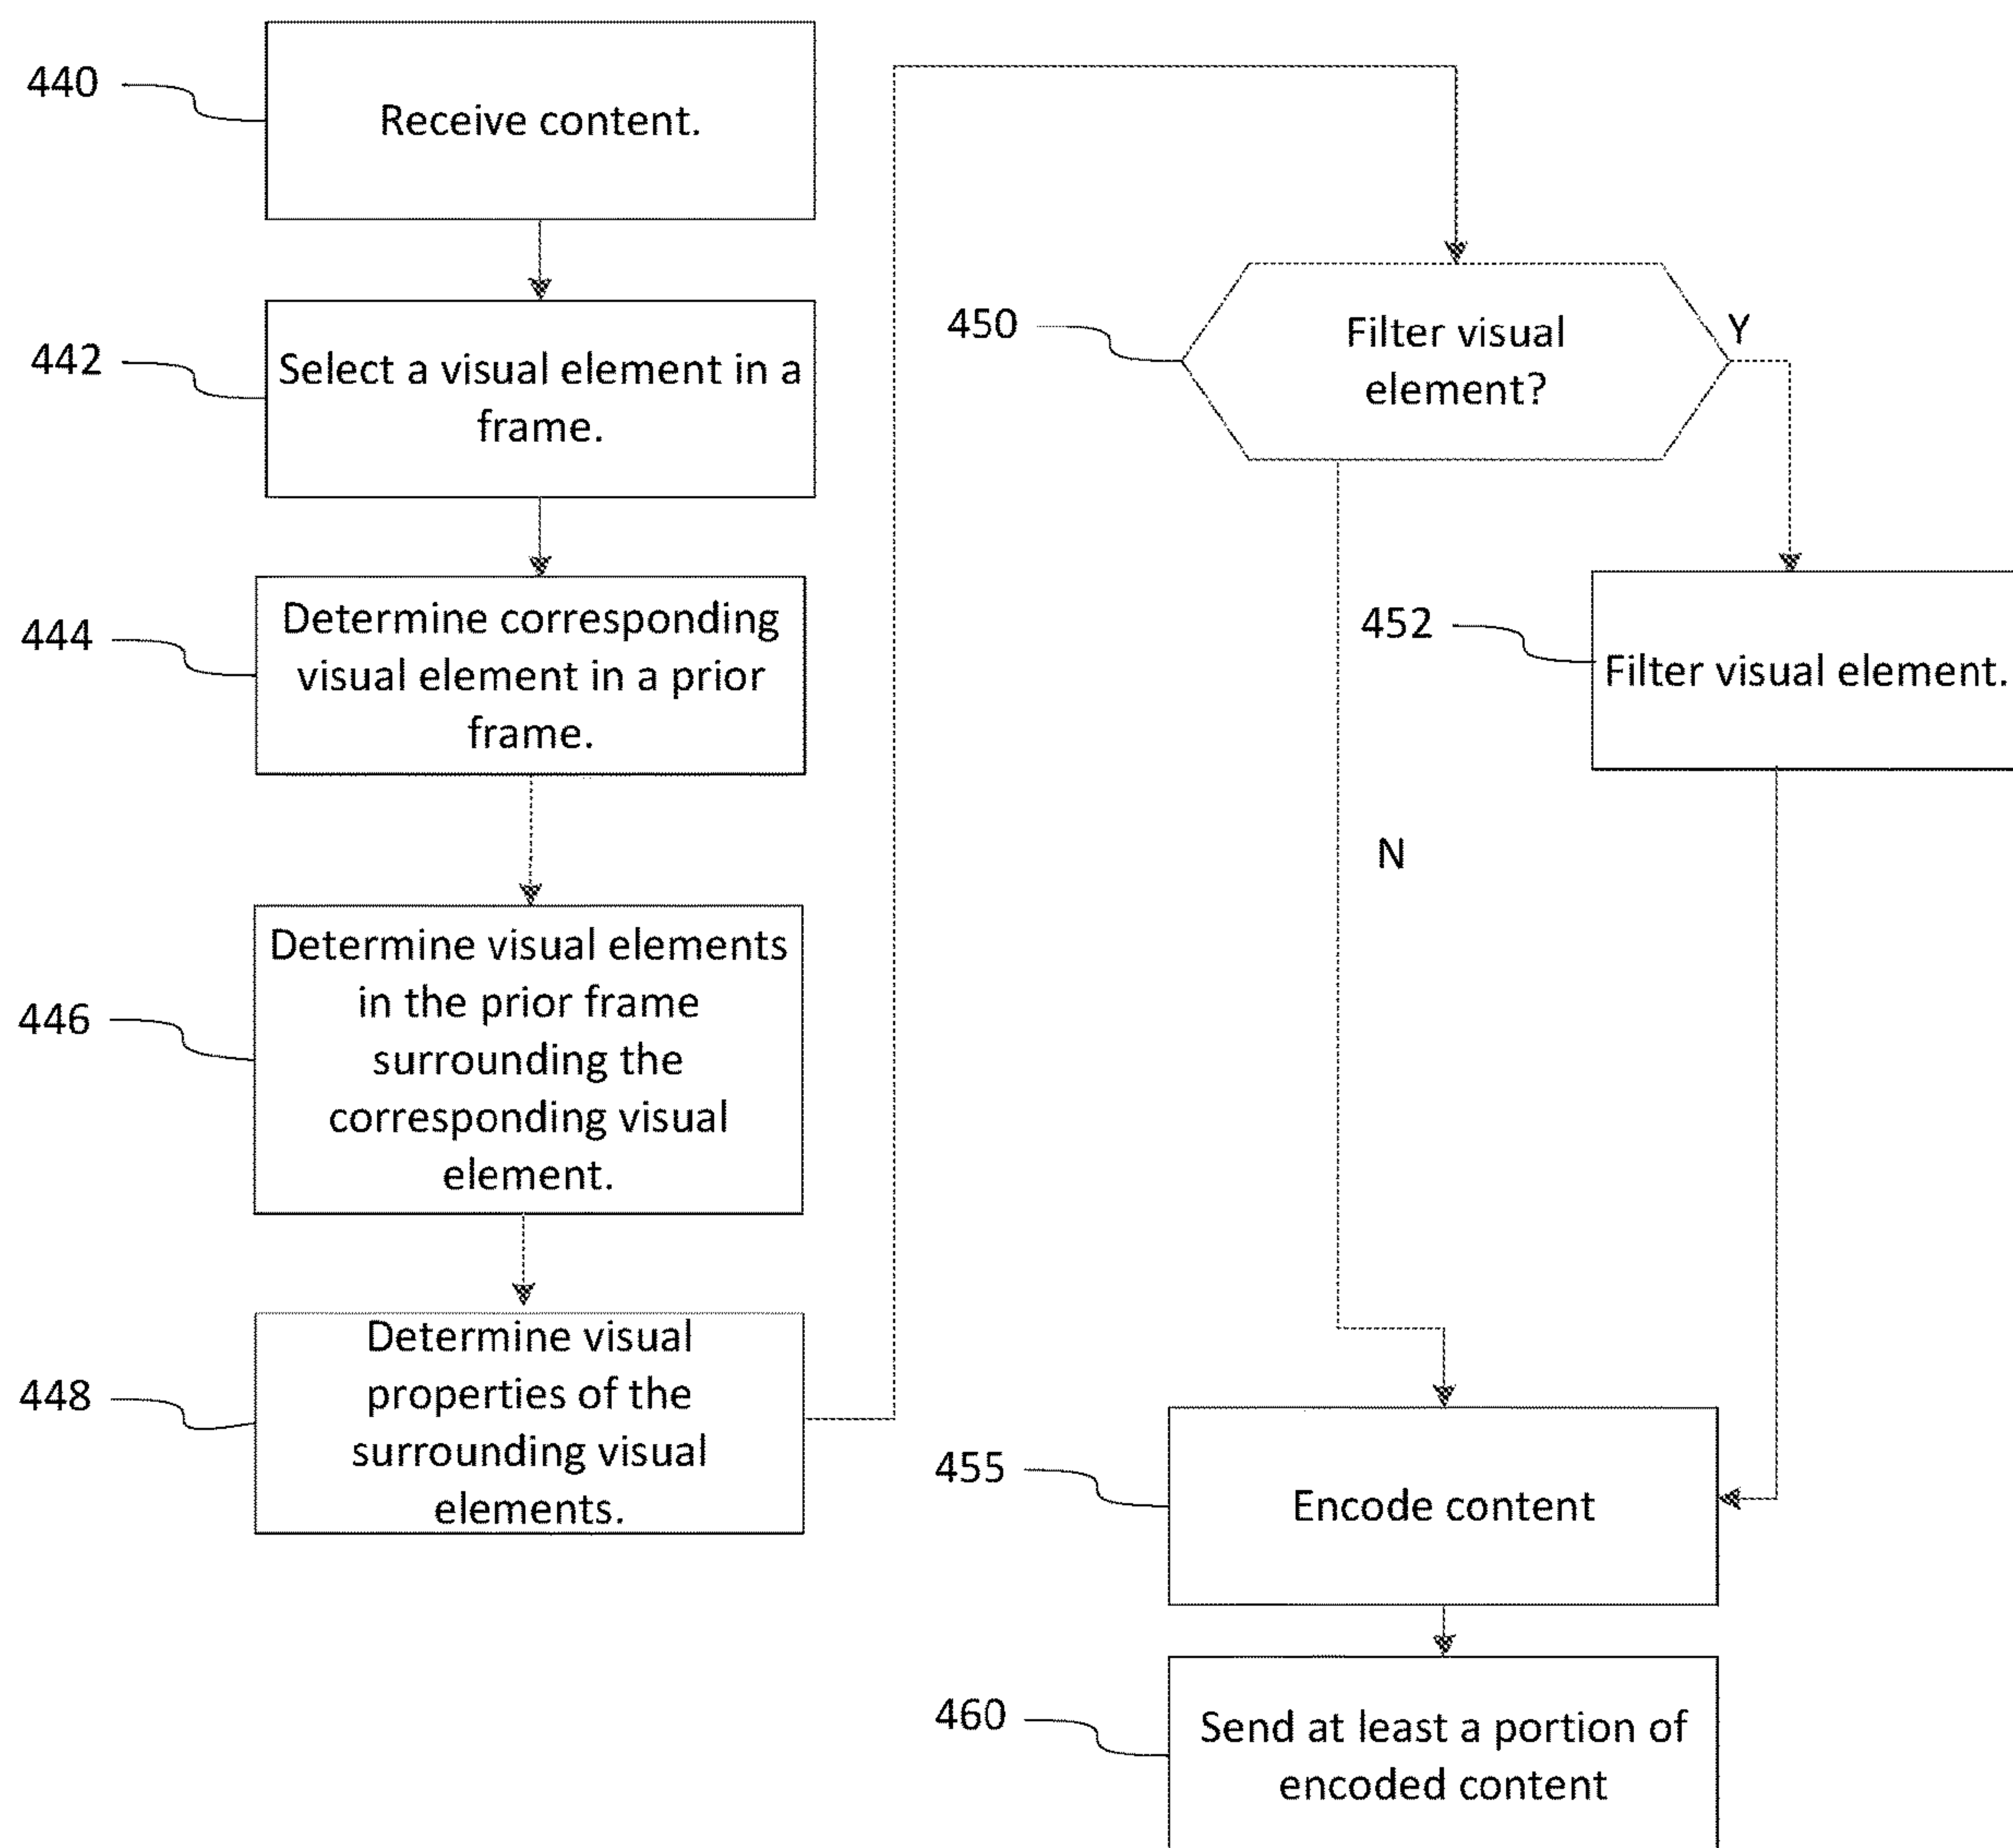 440
Receive content.
442
Select a visual element in a
frame.
444
Determine corresponding
visual element in a prior
frame.
446
Determine visual elements
in the prior frame
surrounding the
corresponding visual
element.
448
Determine visual
properties of the
surrounding visual
elements.
450
Filter visual
element?
Y
N
452
Filter visual element.
455
Encode content
460
Send at least a portion of
encoded content